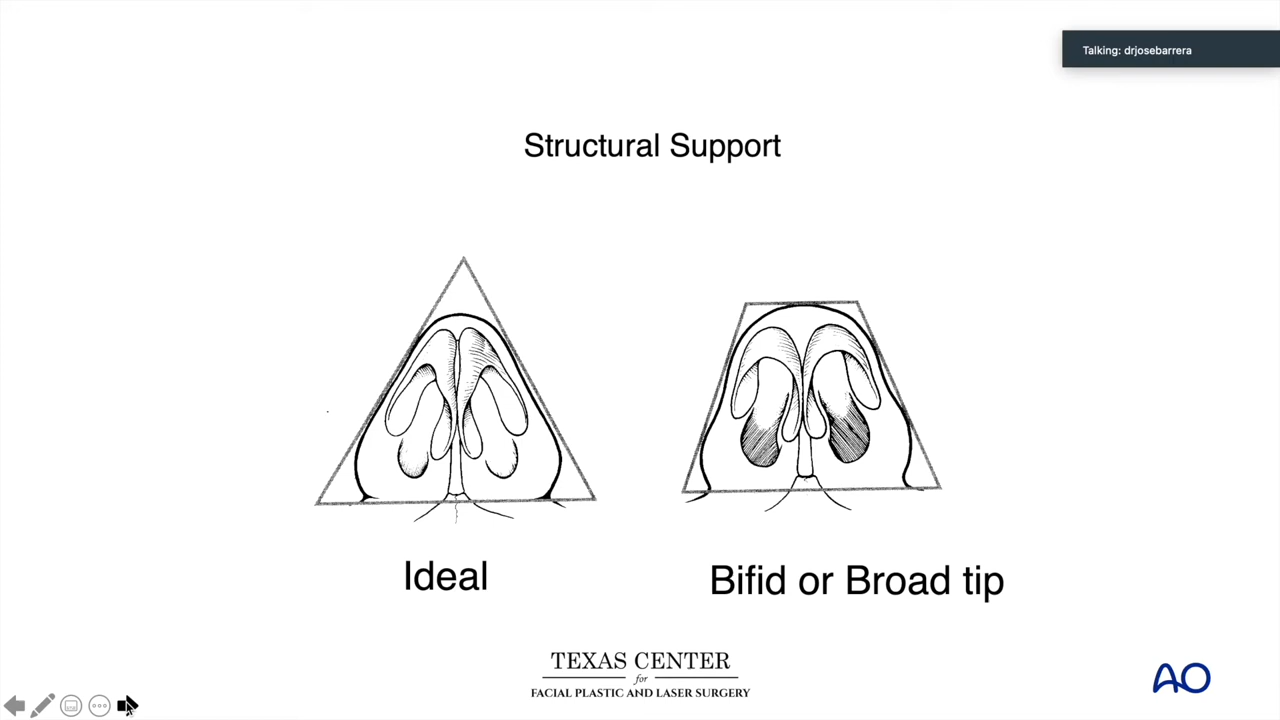 Talking: drjosebarrera
Structural Support
Ideal
Bifid or Broad tip
TEXAS CENTER
for
FACIAL PLASTIC AND LASER SURGERY
AO